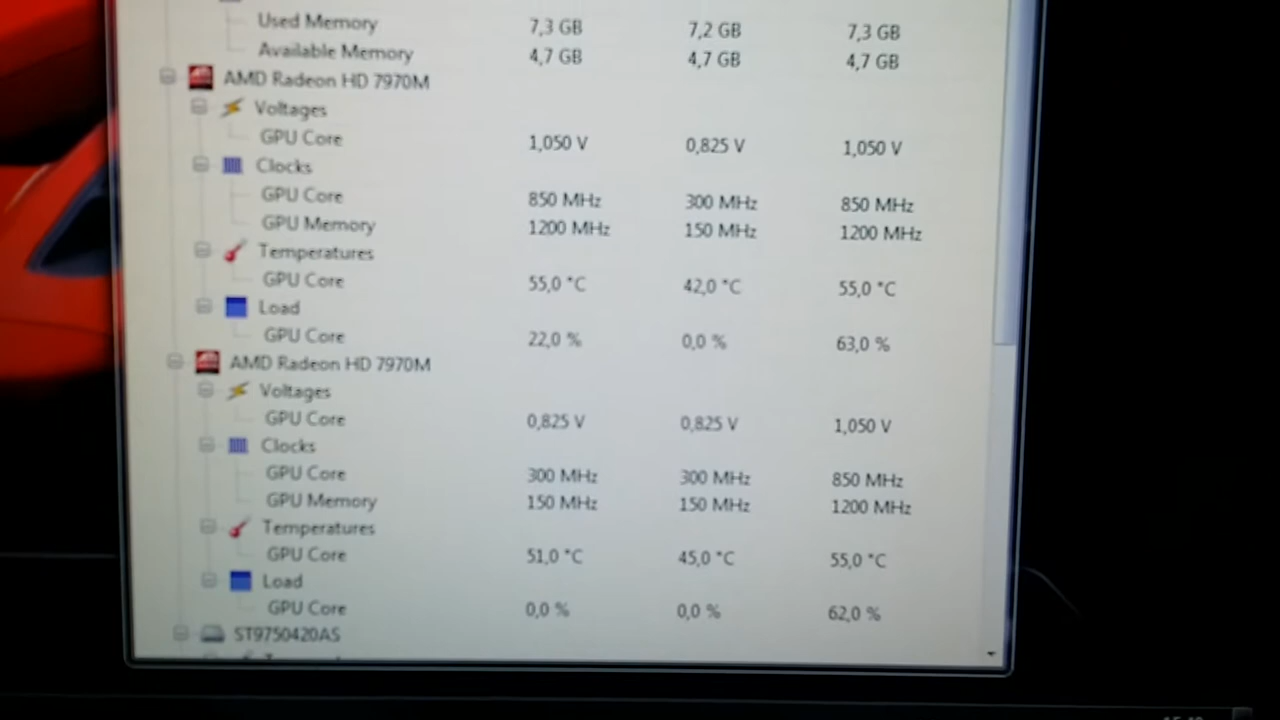 Used Memory 7,3 GB 7,2 GB 7,3 GB
Available Memory 4,7 GB 4,7 GB 4,7 GB
AMD Radeon HD 7970M
Voltages
GPU Core 1,050 V 0,825 V 1,050 V
Clocks
GPU Core 850 MHz 300 MHz 850 MHz
GPU Memory 1200 MHz 150 MHz 1200 MHz
Temperatures
GPU Core 55,0 °C 42,0 °C 55,0 °C
Load
GPU Core 22,0 % 0,0 % 63,0 %
AMD Radeon HD 7970M
Voltages
GPU Core 0,825 V 0,825 V 1,050 V
Clocks
GPU Core 300 MHz 300 MHz 850 MHz
GPU Memory 150 MHz 150 MHz 1200 MHz
Temperatures
GPU Core 51,0 °C 45,0 °C 55,0 °C
Load
GPU Core 0,0 % 0,0 % 62,0 %
ST9750420AS